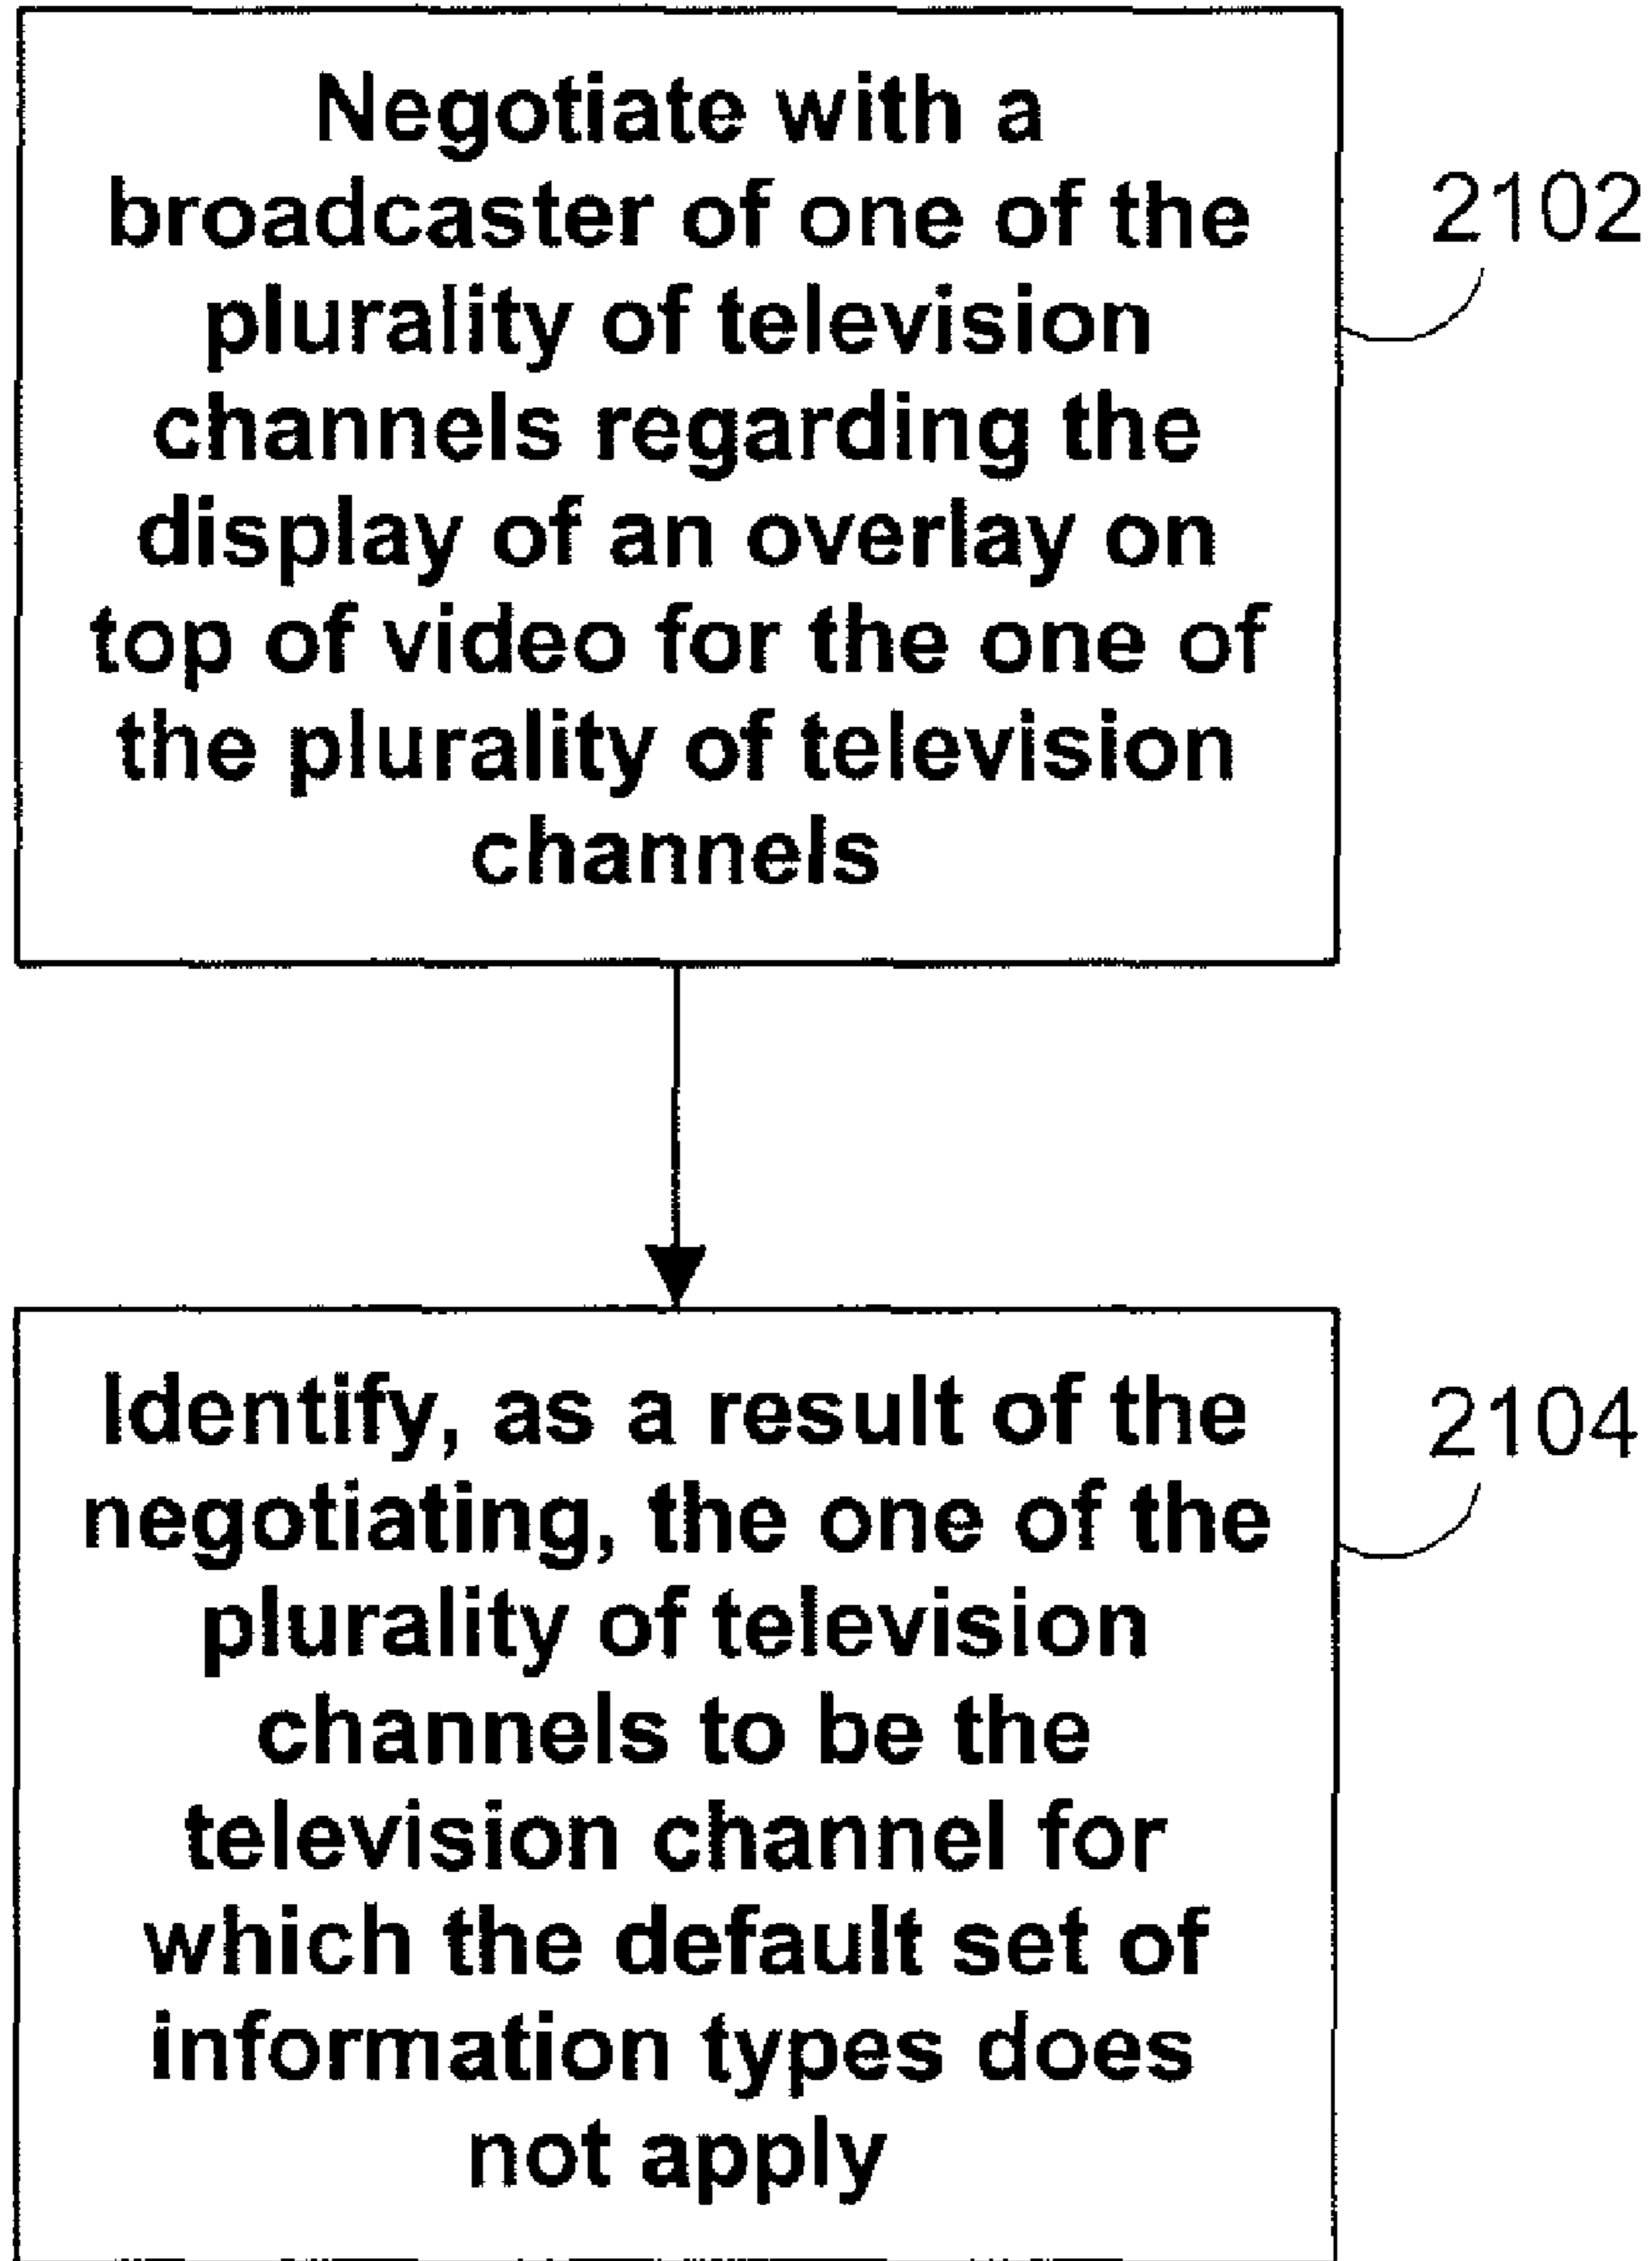 Negotiate with a
broadcaster of one of the
plurality of television
channels regarding the
display of an overlay on
top of video for the one of
the plurality of television
channels
2102
Identify, as a result of the
negotiating, the one of the
plurality of television
channels to be the
television channel for
which the default set of
information types does
not apply
2104